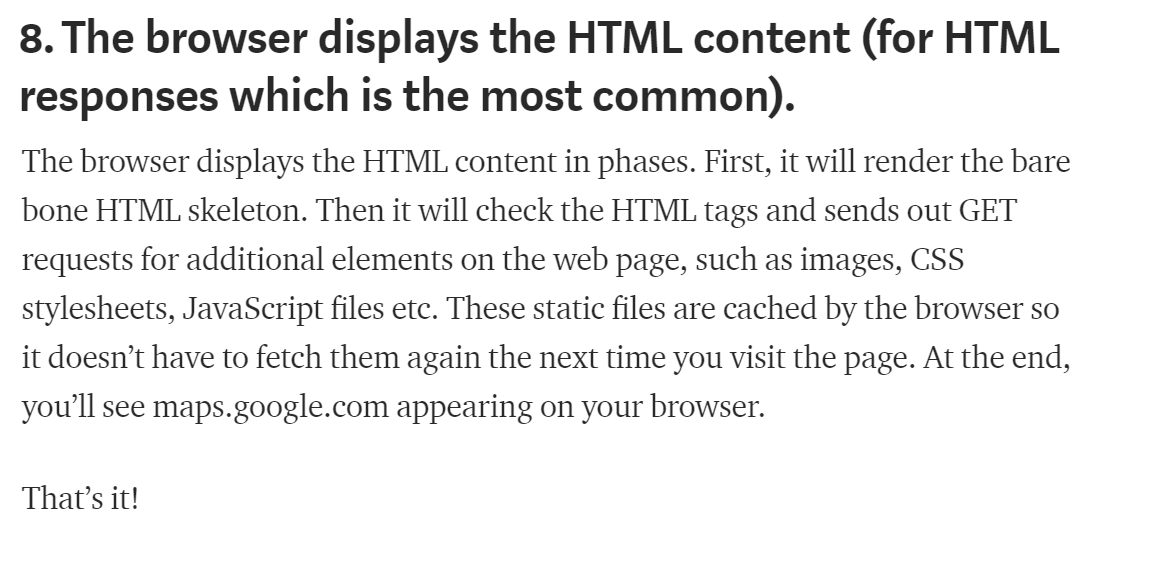 8. The browser displays the HTML content (for HTML
responses which is the most common).
The browser displays the HTML content in phases. First, it will render the bare
bone HTML skeleton. Then it will check the HTML tags and sends out GET
requests for additional elements on the web page, such as images, CSS
stylesheets, JavaScript files etc. These static files are cached by the browser so
it doesn’t have to fetch them again the next time you visit the page. At the end,
you’ll see maps.google.com appearing on your browser.
That’s it!